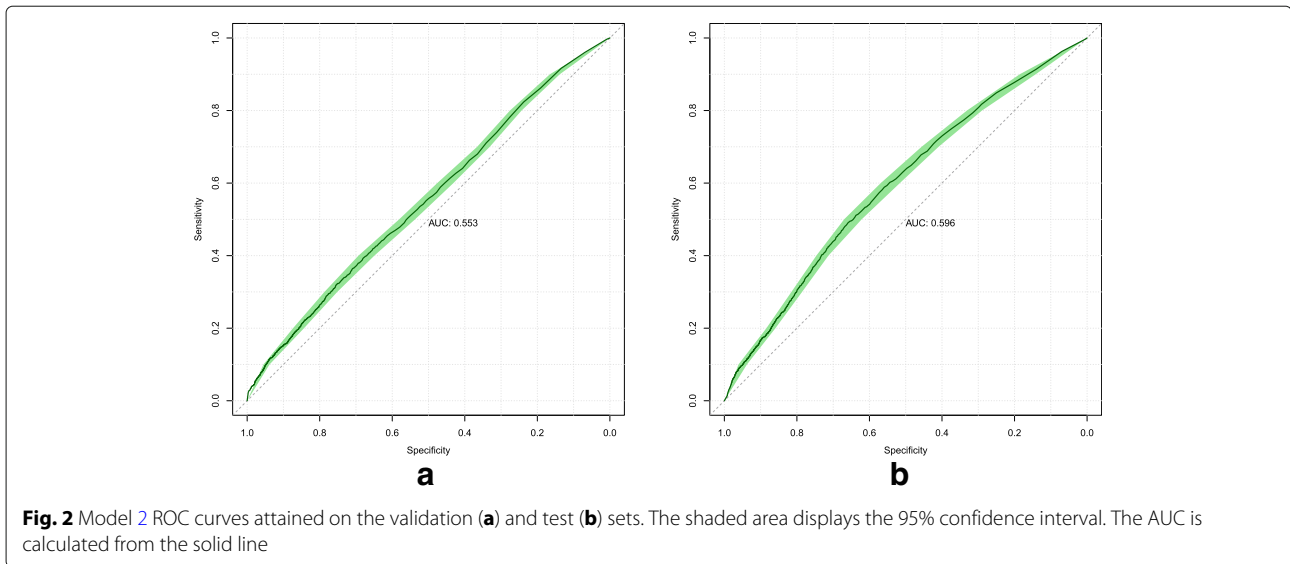 1.0
0.8
0.6
0.4
0.2
0.0
Sensitivity
AUC: 0.553
1.0 0.8 0.6 0.4 0.2 0.0
Specificity
a
1.0
0.8
0.6
0.4
0.2
0.0
Sensitivity
AUC: 0.596
1.0 0.8 0.6 0.4 0.2 0.0
Specificity
b
Fig. 2 Model 2 ROC curves attained on the validation (a) and test (b) sets. The shaded area displays the 95% confidence interval. The AUC is
calculated from the solid line